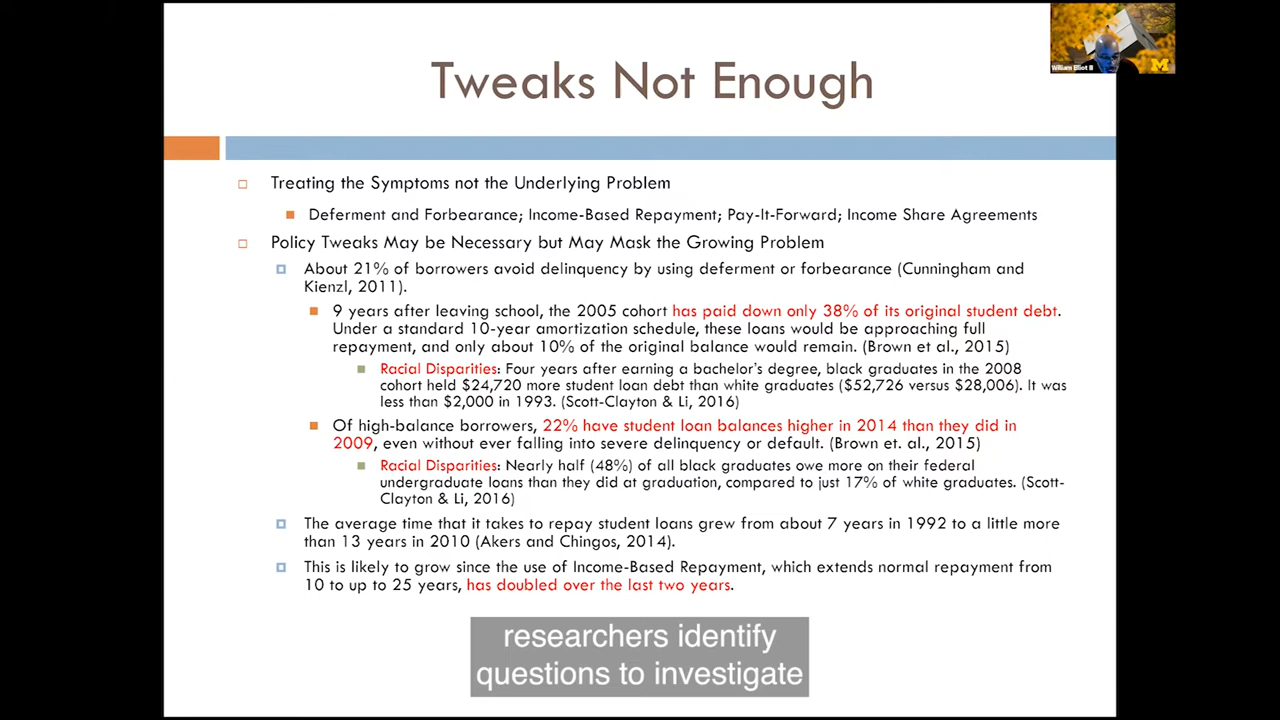 William Elliot II
M
Tweaks Not Enough
Treating the Symptoms not the Underlying Problem
Deferment and Forbearance; Income-Based Repayment; Pay-It-Forward; Income Share Agreements
Policy Tweaks May be Necessary but May Mask the Growing Problem
About 21% of borrowers avoid delinquency by using deferment or forbearance (Cunningham and
Kienzl, 2011).
9 years after leaving school, the 2005 cohort has paid down only 38% of its original student debt.
Under a standard 10-year amortization schedule, these loans would be approaching full
repayment, and only about 10% of the original balance would remain. (Brown et al., 2015)
Racial Disparities: Four years after earning a bachelor's degree, black graduates in the 2008
cohort held $24,720 more student loan debt than white graduates ($52,726 versus $28,006). It was
less than $2,000 in 1993. (Scott-Clayton & Li, 2016)
Of high-balance borrowers, 22% have student loan balances higher in 2014 than they did in
2009, even without ever falling into severe delinquency or default. (Brown et. al., 2015)
Racial Disparities: Nearly half (48%) of all black graduates owe more on their federal
undergraduate loans than they did at graduation, compared to just 17% of white graduates. (Scott-
Clayton & Li, 2016)
The average time that it takes to repay student loans grew from about 7 years in 1992 to a little more
than 13 years in 2010 (Akers and Chingos, 2014).
This is likely to grow since the use of Income-Based Repayment, which extends normal repayment from
10 to up to 25 years, has doubled over the last two years.
researchers identify
questions to investigate